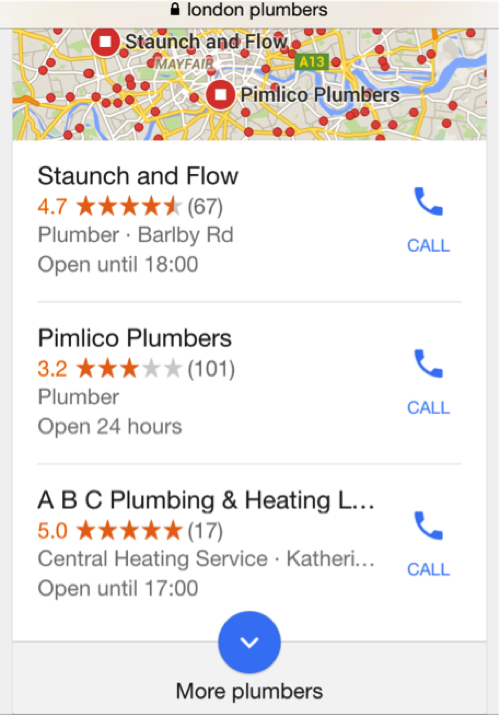 london plumbers
Staunch and Flow
MAYFAIR
A13
Pimlico Plumbers
Staunch and Flow
4.7 ★★★★★ (67)
Plumber · Barlby Rd
Open until 18:00
CALL
Pimlico Plumbers
3.2 ★★★★★ (101)
Plumber
Open 24 hours
CALL
A B C Plumbing & Heating L...
5.0 ★★★★★ (17)
Central Heating Service · Katheri...
Open until 17:00
CALL
More plumbers